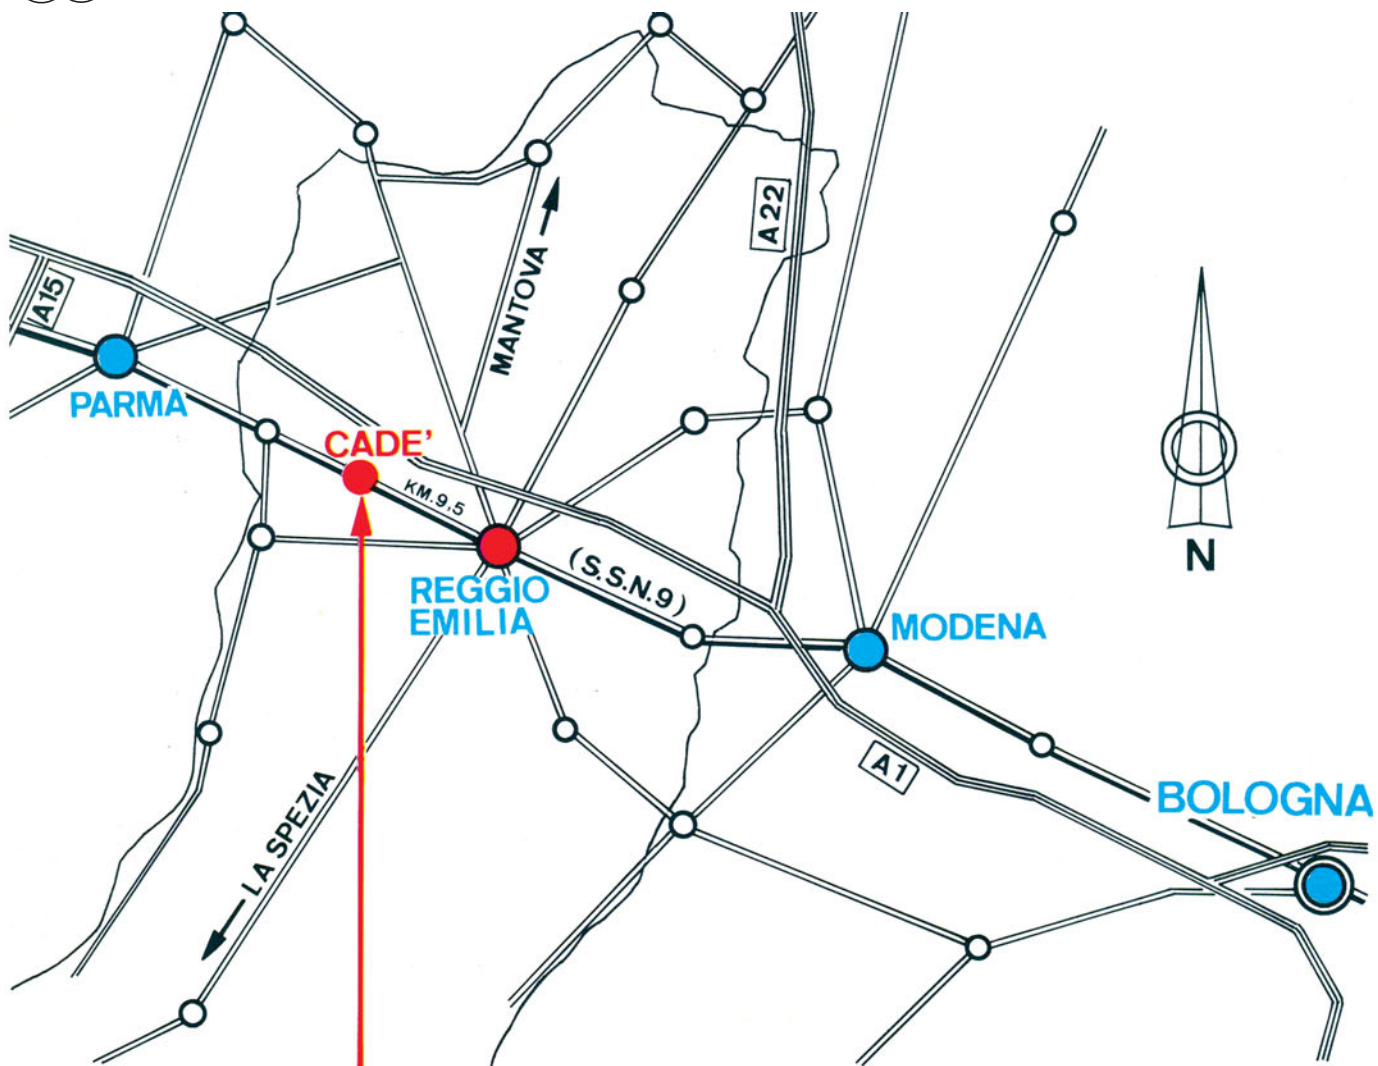 A22
MANTOVA
A15
PARMA
CADE'
KM.9,5
(S.S.N.9)
N
REGGIO
EMILIA
MODENA
A1
LA SPEZIA
BOLOGNA